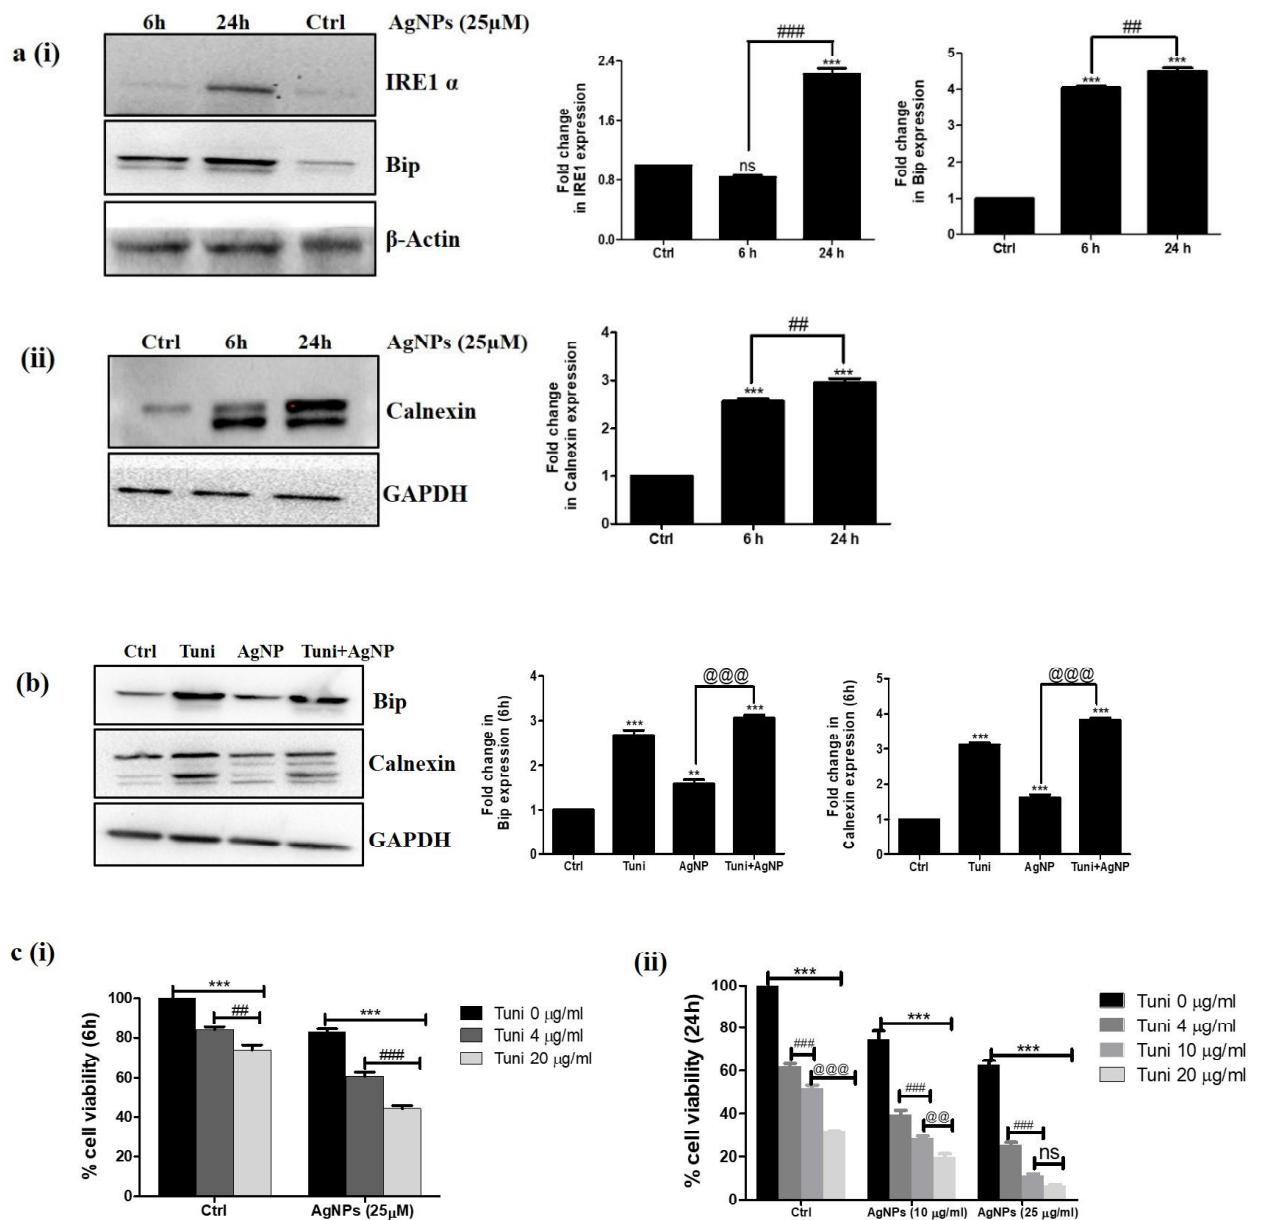 a (i)
6h 24h Ctrl AgNPs (25μM)
IRE1 α
Bip
β-Actin
Fold change
in IRE1 expression
2.4
1.6
0.8
0.0
###
***
ns
Ctrl 6 h 24 h
Fold change
in Bip expression
5
4
3
2
1
0
##
***
***
Ctrl 6 h 24 h
(ii)
Ctrl 6h 24h AgNPs (25μM)
Calnexin
GAPDH
Fold change
in Calnexin expression
4
3
2
1
0
##
***
***
Ctrl 6 h 24 h
(b)
Ctrl Tuni AgNP Tuni+AgNP
Bip
Calnexin
GAPDH
Fold change in
Bip expression (6h)
4
3
2
1
0
@@@
***
**
***
Ctrl Tuni AgNP Tuni+AgNP
Fold change in
Calnexin expression (6h)
5
4
3
2
1
0
@@@
***
***
***
Ctrl Tuni AgNP Tuni+AgNP
c (i)
% cell viability (6h)
100
80
60
40
20
0
***
##
***
###
Ctrl AgNPs (25μM)
Tuni 0 μg/ml
Tuni 4 μg/ml
Tuni 20 μg/ml
(ii)
% cell viability (24h)
100
80
60
40
20
0
***
###
@@@
***
###
@@
***
###
ns
Ctrl AgNPs (10 μg/ml) AgNPs (25 μg/ml)
Tuni 0 μg/ml
Tuni 4 μg/ml
Tuni 10 μg/ml
Tuni 20 μg/ml